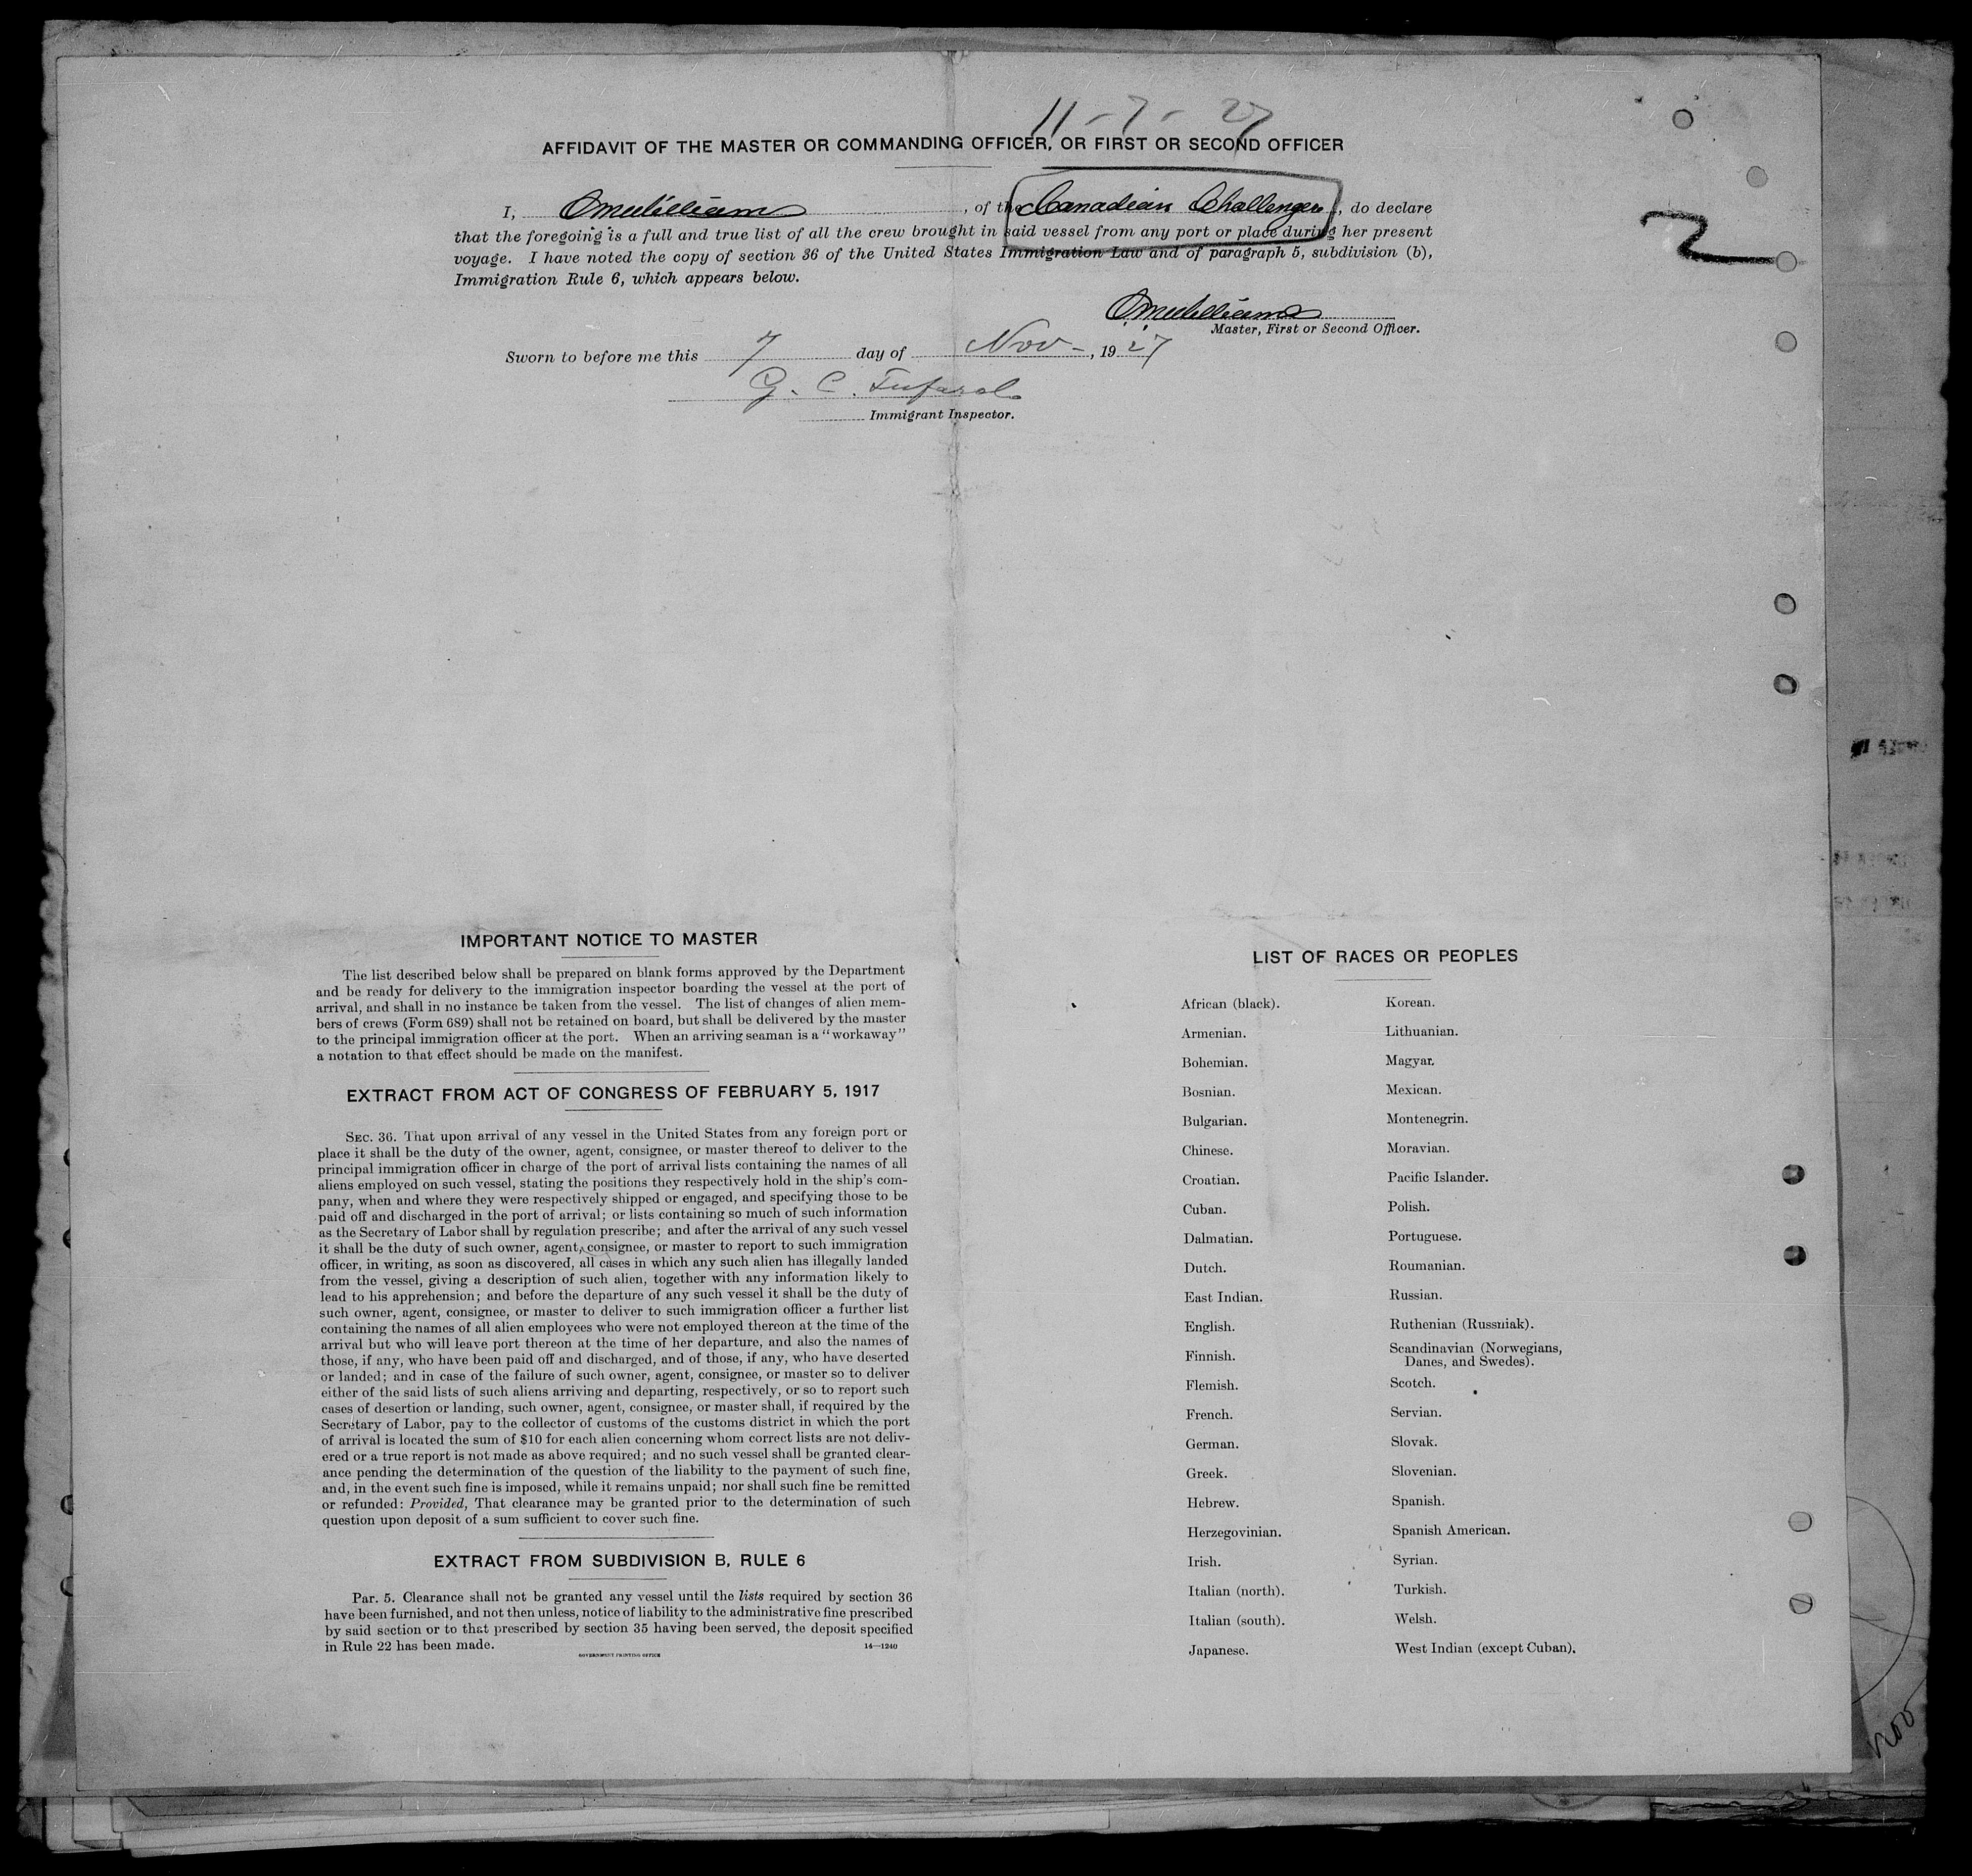 11-7-27
AFFIDAVIT OF THE MASTER OR COMMANDING OFFICER, OR FIRST OR SECOND OFFICER
I, , of the Canadian Challenger, do declare
that the foregoing is a full and true list of all the crew brought in said vessel from any port or place during her present
voyage. I have noted the copy of section 36 of the United States Immigration Law and of paragraph 5, subdivision (b),
Immigration Rule 6, which appears below.
2
Master, First or Second Officer.
Sworn to before me this 7 day of Nov-, 1927
G. C.
Immigrant Inspector.
IMPORTANT NOTICE TO MASTER
The list described below shall be prepared on blank forms approved by the Department
and be ready for delivery to the immigration inspector boarding the vessel at the port of
arrival, and shall in no instance be taken from the vessel. The list of changes of alien mem-
bers of crews (Form 689) shall not be retained on board, but shall be delivered by the master
to the principal immigration officer at the port. When an arriving seaman is a "workaway"
a notation to that effect should be made on the manifest.
EXTRACT FROM ACT OF CONGRESS OF FEBRUARY 5, 1917
SEC. 36. That upon arrival of any vessel in the United States from any foreign port or
place it shall be the duty of the owner, agent, consignee, or master thereof to deliver to the
principal immigration officer in charge of the port of arrival lists containing the names of all
aliens employed on such vessel, stating the positions they respectively hold in the ship's com-
pany, when and where they were respectively shipped or engaged, and specifying those to be
paid off and discharged in the port of arrival; or lists containing so much of such information
as the Secretary of Labor shall by regulation prescribe; and after the arrival of any such vessel
it shall be the duty of such owner, agent, consignee, or master to report to such immigration
officer, in writing, as soon as discovered, all cases in which any such alien has illegally landed
from the vessel, giving a description of such alien, together with any information likely to
lead to his apprehension; and before the departure of any such vessel it shall be the duty of
such owner, agent, consignee, or master to deliver to such immigration officer a further list
containing the names of all alien employees who were not employed thereon at the time of the
arrival but who will leave port thereon at the time of her departure, and also the names of
those, if any, who have been paid off and discharged, and of those, if any, who have deserted
or landed; and in case of the failure of such owner, agent, consignee, or master so to deliver
either of the said lists of such aliens arriving and departing, respectively, or so to report such
cases of desertion or landing, such owner, agent, consignee, or master shall, if required by the
Secretary of Labor, pay to the collector of customs of the customs district in which the port
of arrival is located the sum of $10 for each alien concerning whom correct lists are not deliv-
ered or a true report is not made as above required; and no such vessel shall be granted clear-
ance pending the determination of the question of the liability to the payment of such fine,
and, in the event such fine is imposed, while it remains unpaid; nor shall such fine be remitted
or refunded: Provided, That clearance may be granted prior to the determination of such
question upon deposit of a sum sufficient to cover such fine.
EXTRACT FROM SUBDIVISION B, RULE 6
Par. 5. Clearance shall not be granted any vessel until the lists required by section 36
have been furnished, and not then unless, notice of liability to the administrative fine prescribed
by said section or to that prescribed by section 35 having been served, the deposit specified
in Rule 22 has been made.
14—1240
GOVERNMENT PRINTING OFFICE
LIST OF RACES OR PEOPLES
African (black).
Armenian.
Bohemian.
Bosnian.
Bulgarian.
Chinese.
Croatian.
Cuban.
Dalmatian.
Dutch.
East Indian.
English.
Finnish.
Flemish.
French.
German.
Greek.
Hebrew.
Herzegovinian.
Irish.
Italian (north).
Italian (south).
Japanese.
Korean.
Lithuanian.
Magyar.
Mexican.
Montenegrin.
Moravian.
Pacific Islander.
Polish.
Portuguese.
Roumanian.
Russian.
Ruthenian (Russniak).
Scandinavian (Norwegians,
Danes, and Swedes).
Scotch.
Servian.
Slovak.
Slovenian.
Spanish.
Spanish American.
Syrian.
Turkish.
Welsh.
West Indian (except Cuban).